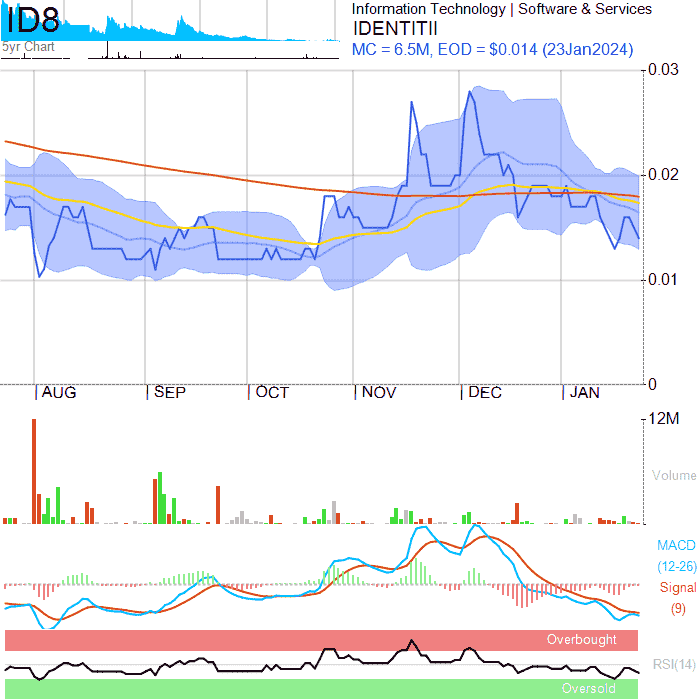 ID8
5yr Chart
Information Technology | Software & Services
IDENTITII
MC = 6.5M, EOD = $0.014 (23Jan2024)
0.03
0.02
0.01
0
AUG SEP OCT NOV DEC JAN
12M
Volume
MACD
(12-26)
Signal
(9)
Overbought
RSI(14)
Oversold